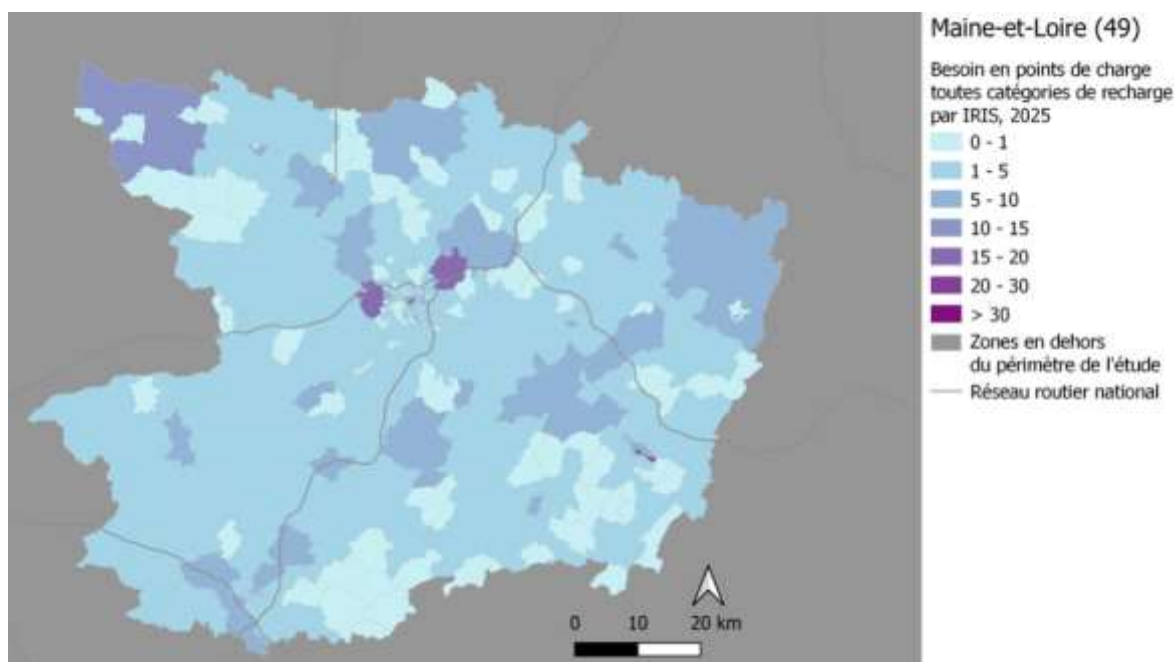 Maine-et-Loire (49)
Besoin en points de charge
toutes catégories de recharge
par IRIS, 2025
0 - 1
1 - 5
5 - 10
10 - 15
15 - 20
20 - 30
> 30
Zones en dehors
du périmètre de l'étude
Réseau routier national
0 10 20 km